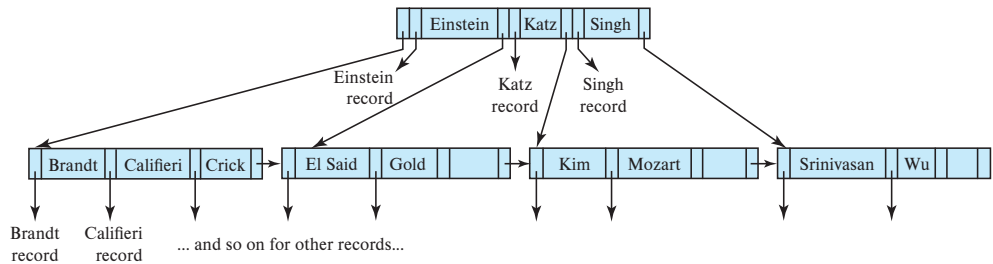 Einstein Katz Singh
Einstein
record
Katz
record
Singh
record
Brandt Califieri Crick El Said Gold Kim Mozart Srinivasan Wu
Brandt
record
Califieri
record
... and so on for other records...